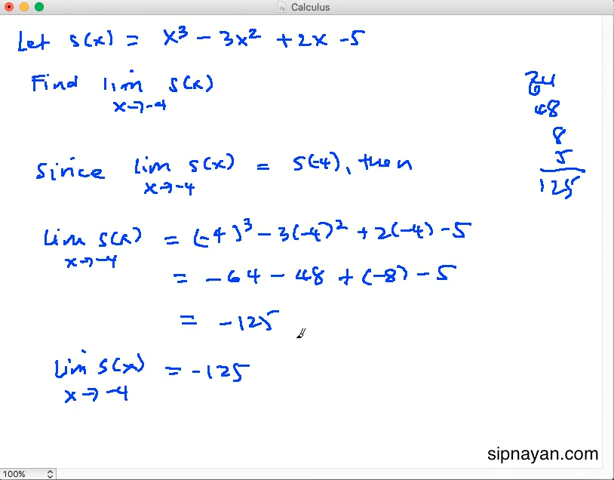 Calculus
Let s(x) = x³ - 3x² + 2x - 5
Find lim s(x)
x→-4
64
48
8
5
125
Since lim s(x) = s(-4), then
x→-4
lim s(x) = (-4)³ - 3(-4)² + 2(-4) - 5
x→-4
= -64 - 48 + (-8) - 5
= -125
lim s(x) = -125
x→-4
sipnayan.com
100%